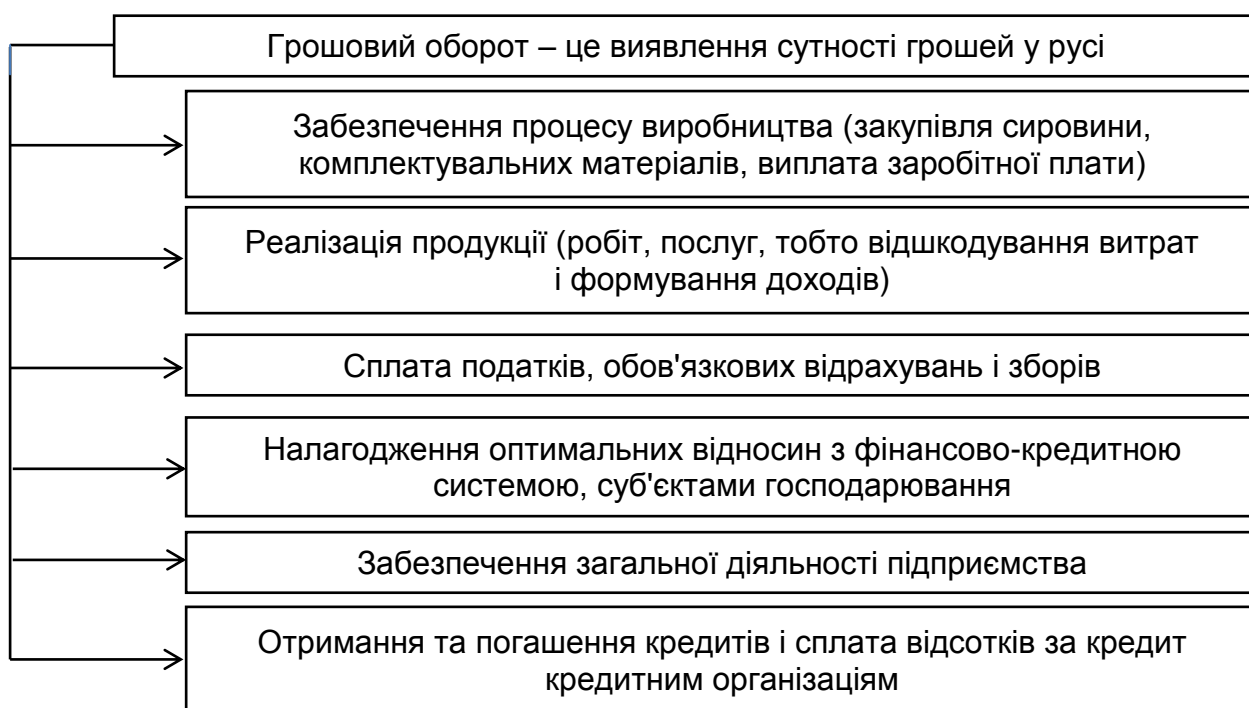 Грошовий оборот – це виявлення сутності грошей у русі
Забезпечення процесу виробництва (закупівля сировини,
комплектувальних матеріалів, виплата заробітної плати)
Реалізація продукції (робіт, послуг, тобто відшкодування витрат
і формування доходів)
Сплата податків, обов'язкових відрахувань і зборів
Налагодження оптимальних відносин з фінансово-кредитною
системою, суб'єктами господарювання
Забезпечення загальної діяльності підприємства
Отримання та погашення кредитів і сплата відсотків за кредит
кредитним організаціям